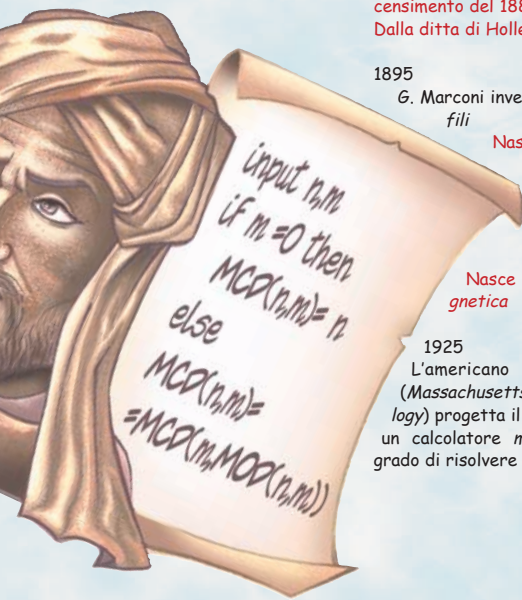 censimento del 188
Dalla ditta di Holle
1895
G. Marconi inve
fili
Nas
input n,m
if m =0 then
MCD(n,m)= n
else
MCD(n,m)=
=MCD(m,MOD(n,m))
Nasce
gnetica
1925
L'americano
(Massachusetts
logy) progetta il
un calcolatore m
grado di risolvere